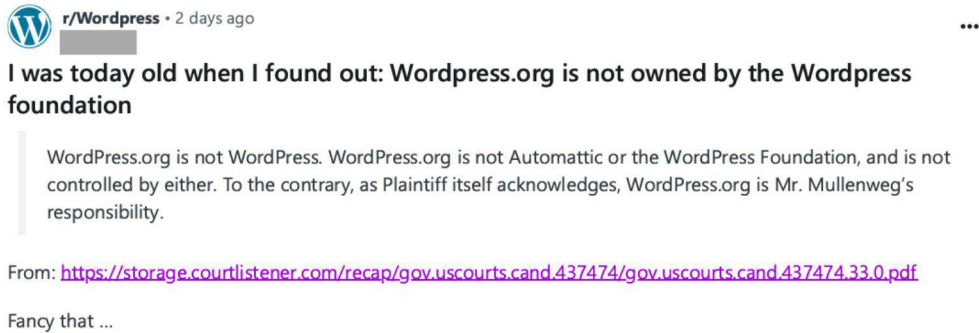 r/Wordpress • 2 days ago
I was today old when I found out: Wordpress.org is not owned by the Wordpress
foundation
WordPress.org is not WordPress. WordPress.org is not Automattic or the WordPress Foundation, and is not
controlled by either. To the contrary, as Plaintiff itself acknowledges, WordPress.org is Mr. Mullenweg's
responsibility.
From: https://storage.courtlistener.com/recap/gov.uscourts.cand.437474/gov.uscourts.cand.437474.33.0.pdf
Fancy that ...